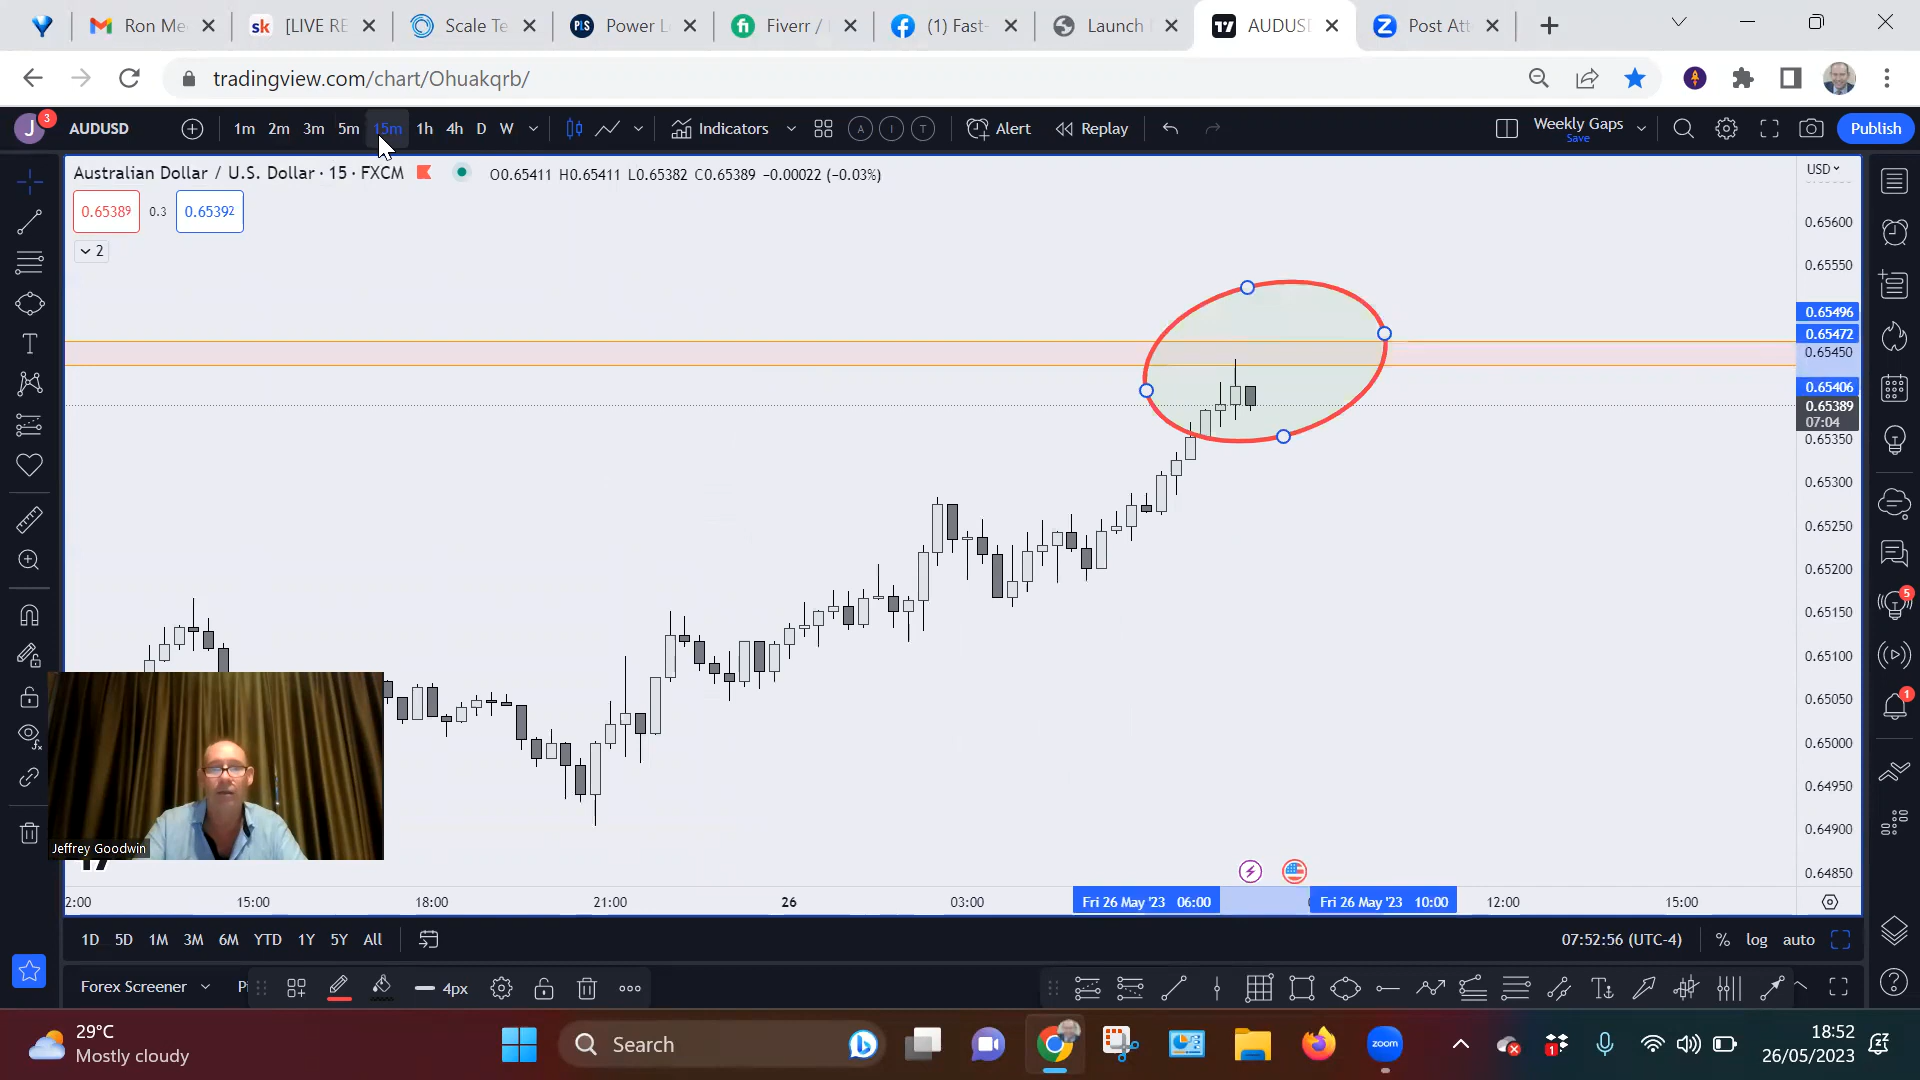 Ron Me
[LIVE RE
Scale Te
Power L
Fiverr /
(1) Fast-
Launch
AUDUSD
Post Att
tradingview.com/chart/Ohuakqrb/
J 3 AUDUSD 1m 2m 3m 5m 15m 1h 4h D W Indicators A I T Alert Replay Weekly Gaps Publish
Save
Australian Dollar / U.S. Dollar · 15 · FXCM O0.65411 H0.65411 L0.65382 C0.65389 −0.00022 (−0.03%)
USD
0.65389 0.3 0.65392
2
0.65600
0.65550
0.65496
0.65472
0.65450
0.65406
0.65389
07:04
0.65350
0.65300
0.65250
0.65200
0.65150
0.65100
0.65050
0.65000
0.64950
0.64900
0.64850
5
1
Jeffrey Goodwin
2:00 15:00 18:00 21:00 26 03:00 Fri 26 May '23 06:00 Fri 26 May '23 10:00 12:00 15:00
1D 5D 1M 3M 6M YTD 1Y 5Y All 07:52:56 (UTC-4) % log auto
Forex Screener 4px
29°C
Mostly cloudy
Search
zoom
1
18:52
26/05/2023